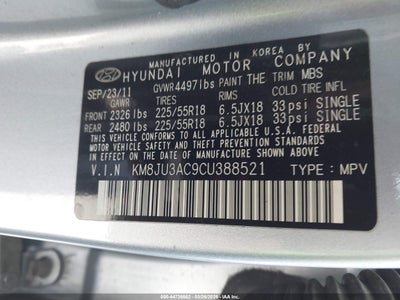 MANUFACTURED IN KOREA BY
HYUNDAI MOTOR COMPANY
SEP/23/11 GVWR4497lbs PAINT THE TRIM MBS
GAWR TIRES RIMS COLD TIRE INFL
FRONT 2326lbs 225/55R18 6.5JX18 33psi SINGLE
REAR 2480lbs 225/55R18 6.5JX18 33psi SINGLE
THIS VEHICLE CONFORMS TO ALL APPLICABLE U.S.A. FEDERAL
MOTOR VEHICLE SAFETY BUMPER, AND THEFT PREVENTION
STANDARDS IN EFFECT ON THE DATE OF MANUFACTURE SHOWN ABOVE.
V.I.N KM8JU3AC9CU388521 TYPE : MPV